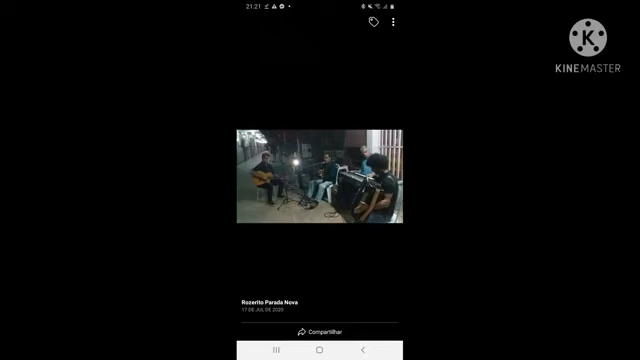 21:21
KINEMASTER
Rozerito Parada Nova
17 DE JUL DE 2020
Compartilhar